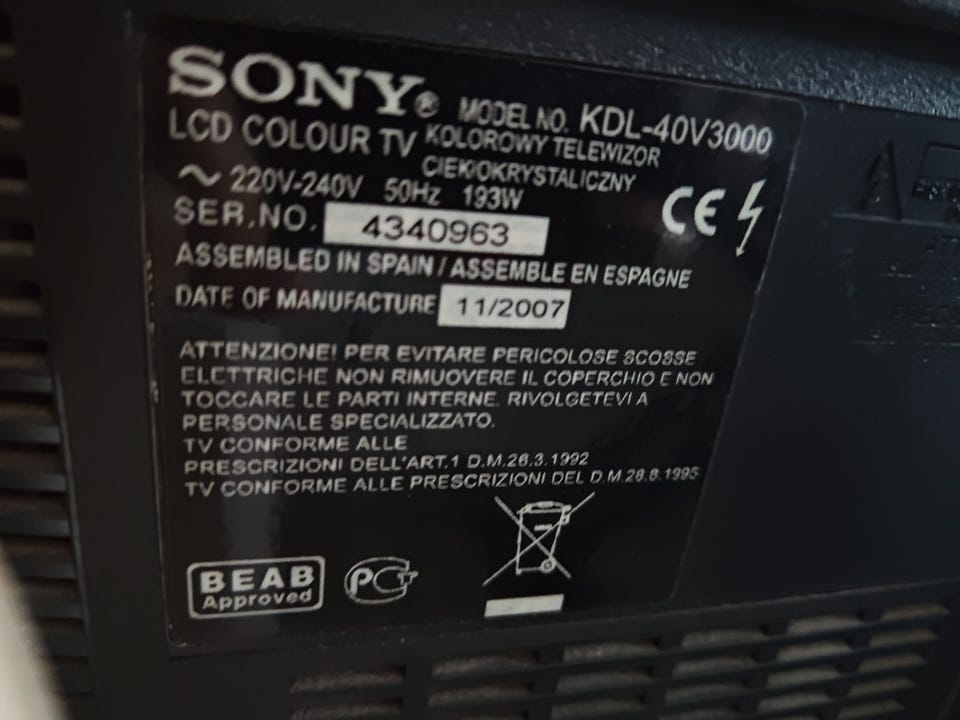 SONY®
MODEL NO. KDL-40V3000
LCD COLOUR TV KOLOROWY TELEWIZOR
CIEKŁOKRYSTALICZNY
~ 220V-240V 50Hz 193W
SER.NO. 4340963
CE
ASSEMBLED IN SPAIN / ASSEMBLE EN ESPAGNE
DATE OF MANUFACTURE 11/2007
ATTENZIONE! PER EVITARE PERICOLOSE SCOSSE
ELETTRICHE NON RIMUOVERE IL COPERCHIO E NON
TOCCARE LE PARTI INTERNE. RIVOLGETEVI A
PERSONALE SPECIALIZZATO.
TV CONFORME ALLE
PRESCRIZIONI DELL'ART.1 D.M.26.3.1992
TV CONFORME ALLE PRESCRIZIONI DEL D.M.28.8.1995
BEAB
Approved